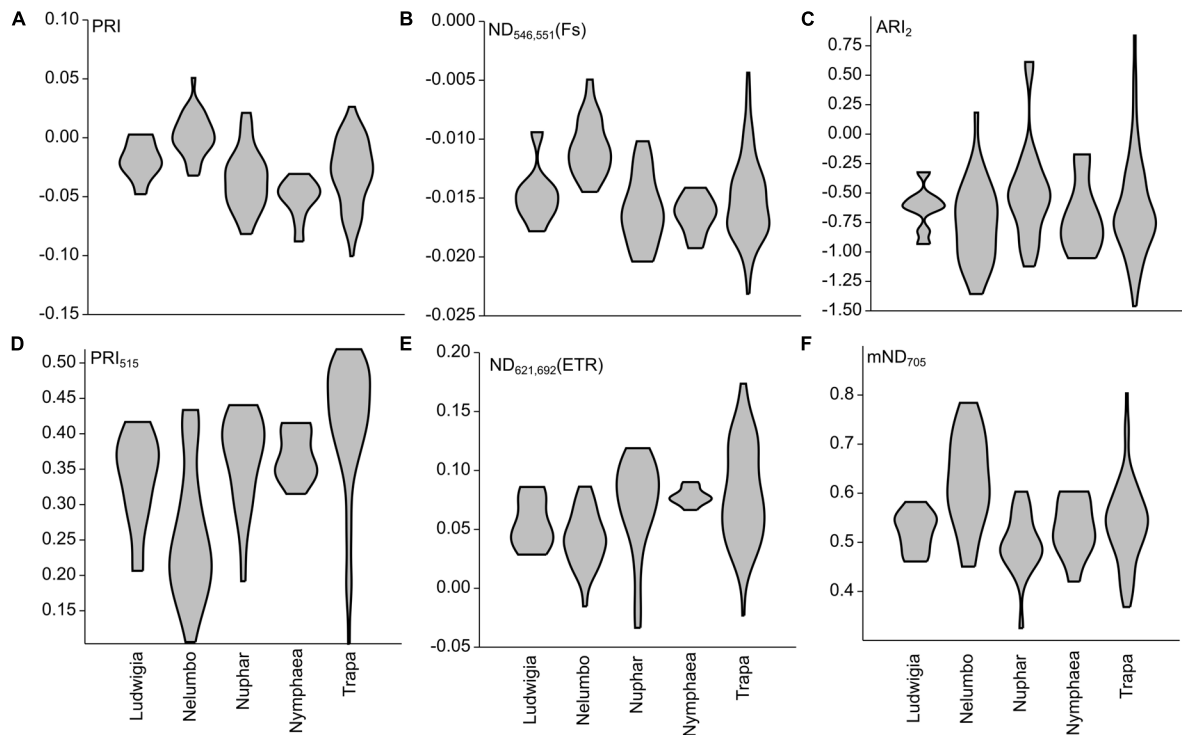 A
PRI
0.10
0.05
0.00
-0.05
-0.10
-0.15
B
ND546,551(Fs)
0.000
-0.005
-0.010
-0.015
-0.020
-0.025
C
ARI2
0.75
0.50
0.25
0.00
-0.25
-0.50
-0.75
-1.00
-1.25
-1.50
D
PRI515
0.50
0.45
0.40
0.35
0.30
0.25
0.20
0.15
Ludwigia
Nelumbo
Nuphar
Nymphaea
Trapa
E
ND621,692(ETR)
0.20
0.15
0.10
0.05
0.00
-0.05
Ludwigia
Nelumbo
Nuphar
Nymphaea
Trapa
F
mND705
0.8
0.7
0.6
0.5
0.4
Ludwigia
Nelumbo
Nuphar
Nymphaea
Trapa